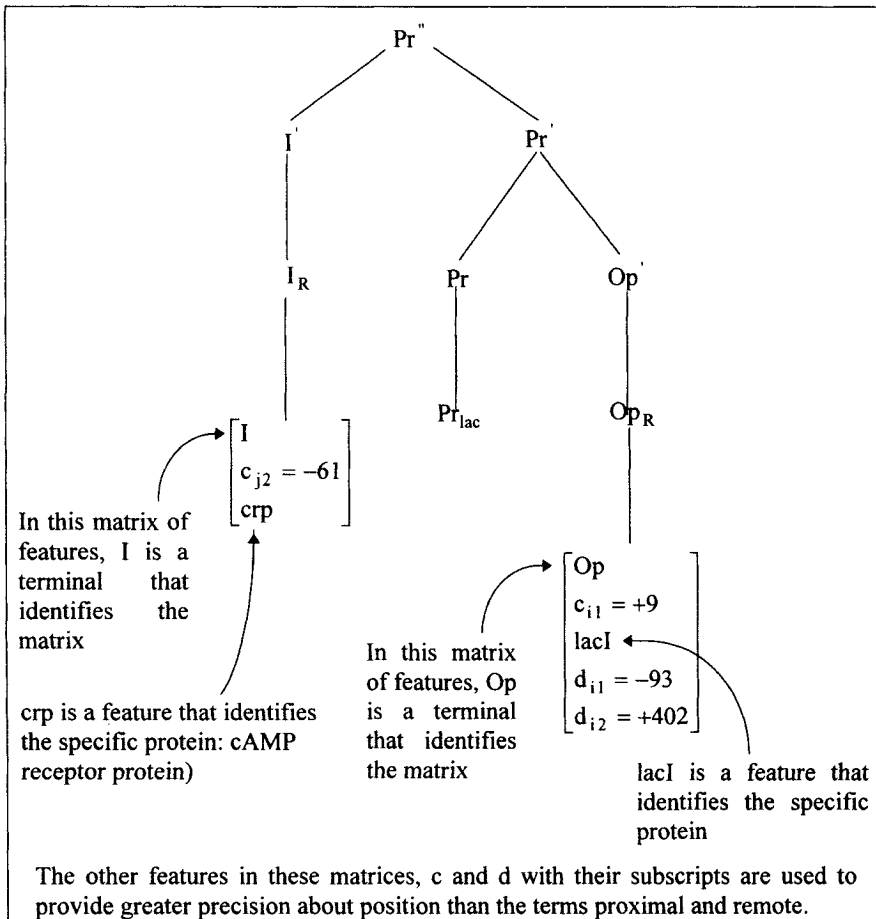 Pr''
I' Pr'
I_R Pr Op'
Pr_lac Op_R
I
c_j2 = −61
crp
In this matrix of
features, I is a
terminal that
identifies the
matrix
crp is a feature that identifies
the specific protein: cAMP
receptor protein)
Op
c_i1 = +9
lacI
d_i1 = −93
d_i2 = +402
In this matrix
of features, Op
is a terminal
that identifies
the matrix
lacI is a feature that
identifies the specific
protein
The other features in these matrices, c and d with their subscripts are used to
provide greater precision about position than the terms proximal and remote.